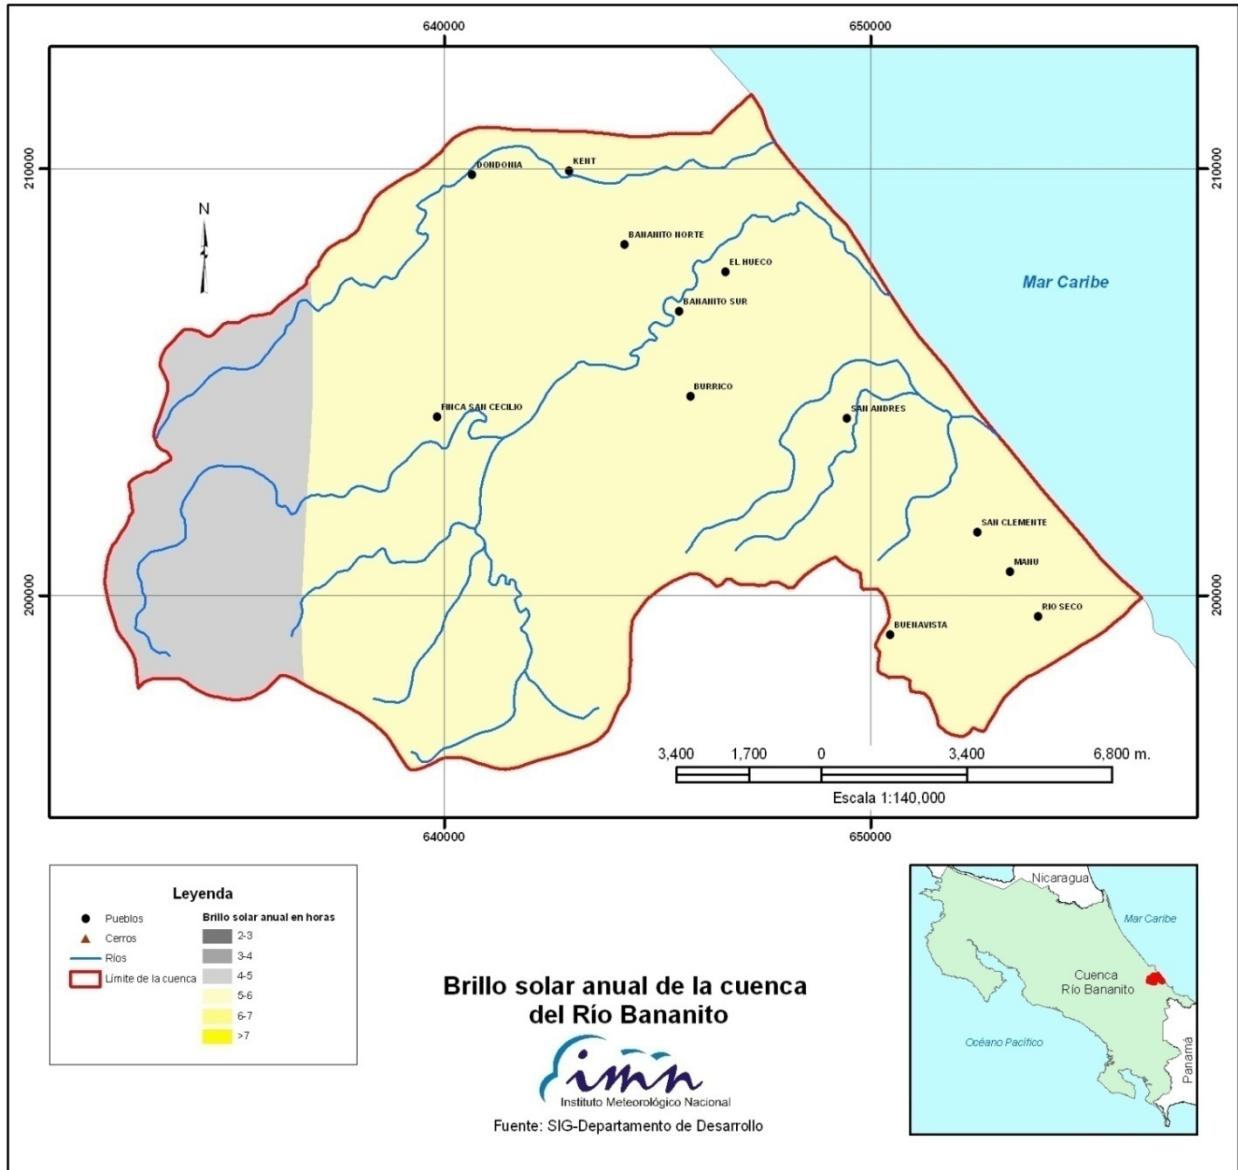 640000
650000
210000
210000
DONDONIA
KENT
N
BANANITO NORTE
EL HUECO
BANANITO SUR
Mar Caribe
BURRICO
FINCA SAN CECILIO
SAN ANDRES
SAN CLEMENTE
MAHU
200000
200000
RIO SECO
BUENAVISTA
3,400 1,700 0 3,400 6,800 m.
Escala 1:140,000
640000
650000
Leyenda
Pueblos
Cerros
Ríos
Límite de la cuenca
Brillo solar anual en horas
2-3
3-4
4-5
5-6
6-7
>7
Brillo solar anual de la cuenca
del Río Bananito
imn
Instituto Meteorológico Nacional
Fuente: SIG-Departamento de Desarrollo
Nicaragua
Mar Caribe
Cuenca
Río Bananito
Océano Pacífico
Panamá